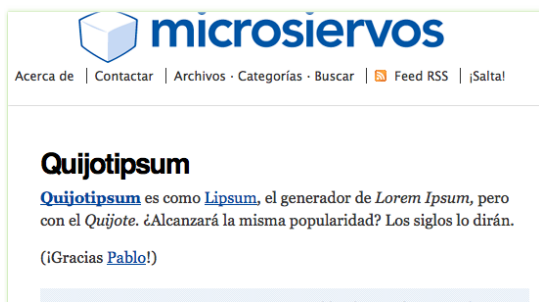 microsiervos
Acerca de | Contactar | Archivos · Categorías · Buscar | Feed RSS | ¡Salta!
Quijotipsum
Quijotipsum es como Lipsum, el generador de Lorem Ipsum, pero
con el Quijote. ¿Alcanzará la misma popularidad? Los siglos lo dirán.
(¡Gracias Pablo!)